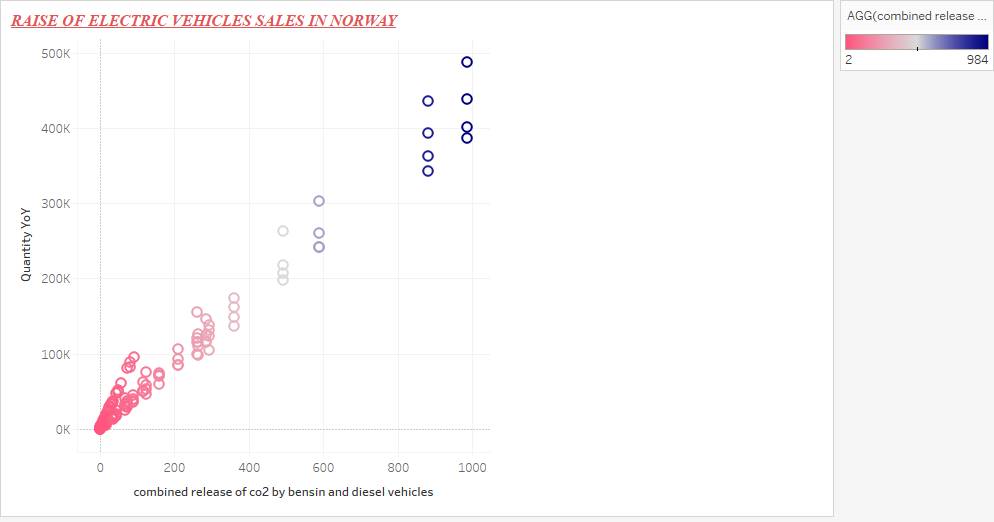 RAISE OF ELECTRIC VEHICLES SALES IN NORWAY
AGG(combined release ...
2 984
500K
400K
300K
200K
100K
0K
Quantity YoY
0 200 400 600 800 1000
combined release of co2 by bensin and diesel vehicles